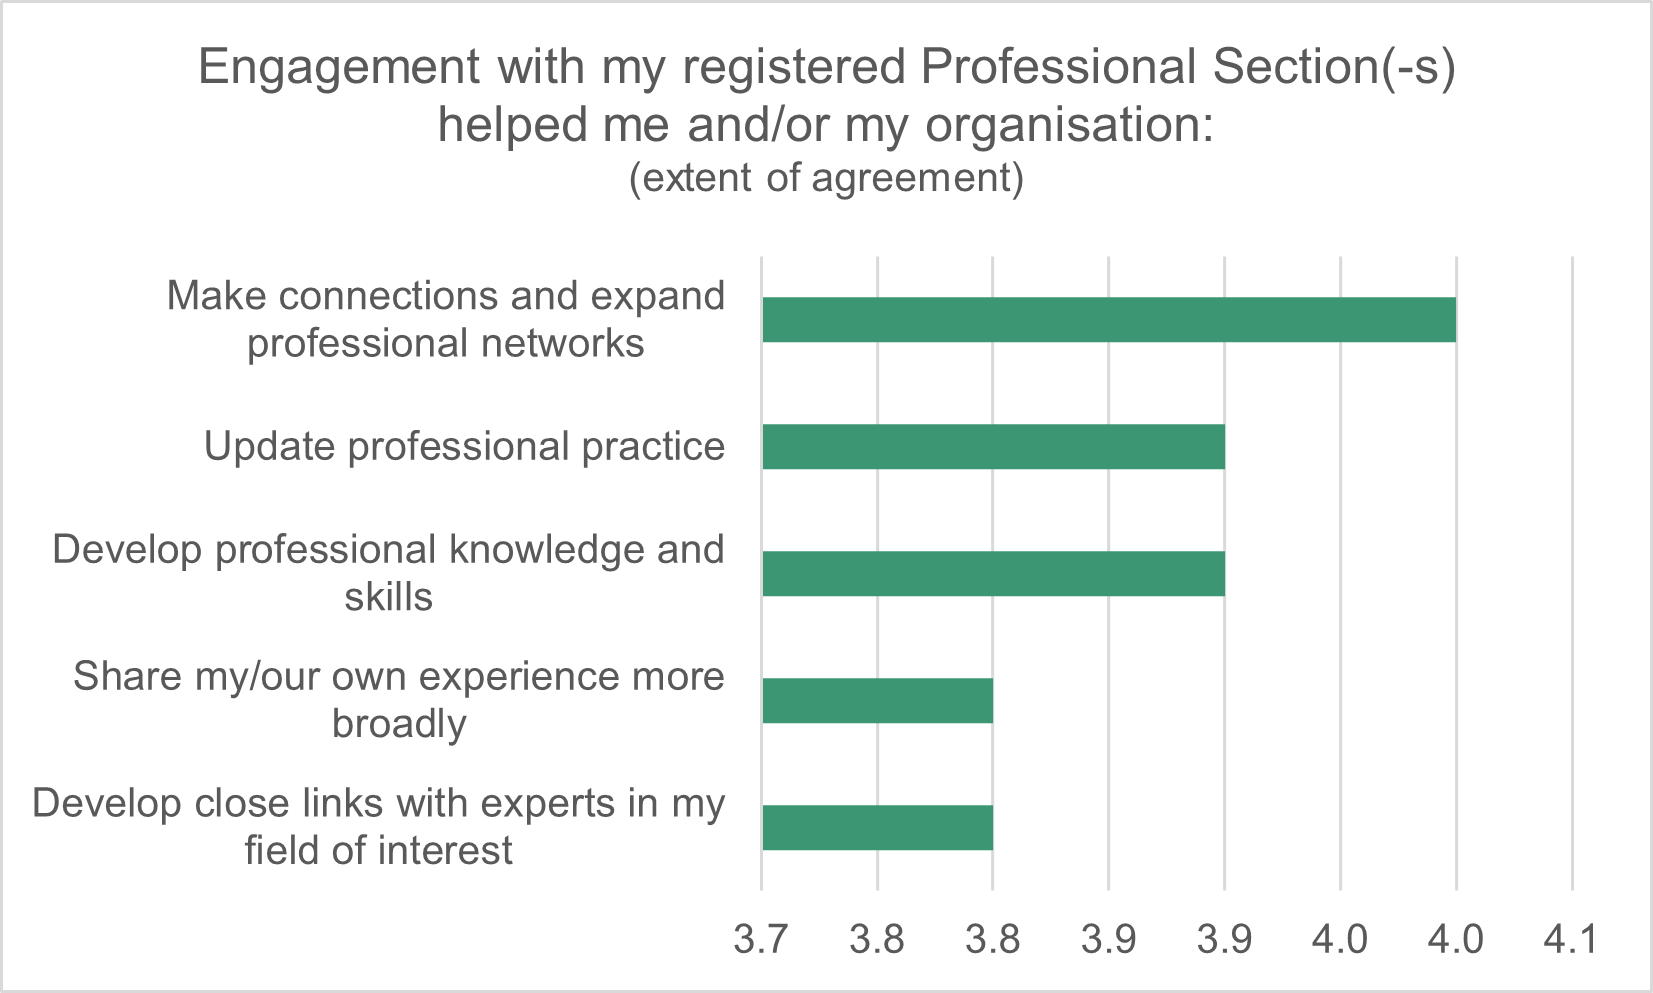 Engagement with my registered Professional Section(-s)
helped me and/or my organisation:
(extent of agreement)
Make connections and expand
professional networks
Update professional practice
Develop professional knowledge and
skills
Share my/our own experience more
broadly
Develop close links with experts in my
field of interest
3.7 3.8 3.8 3.9 3.9 4.0 4.0 4.1